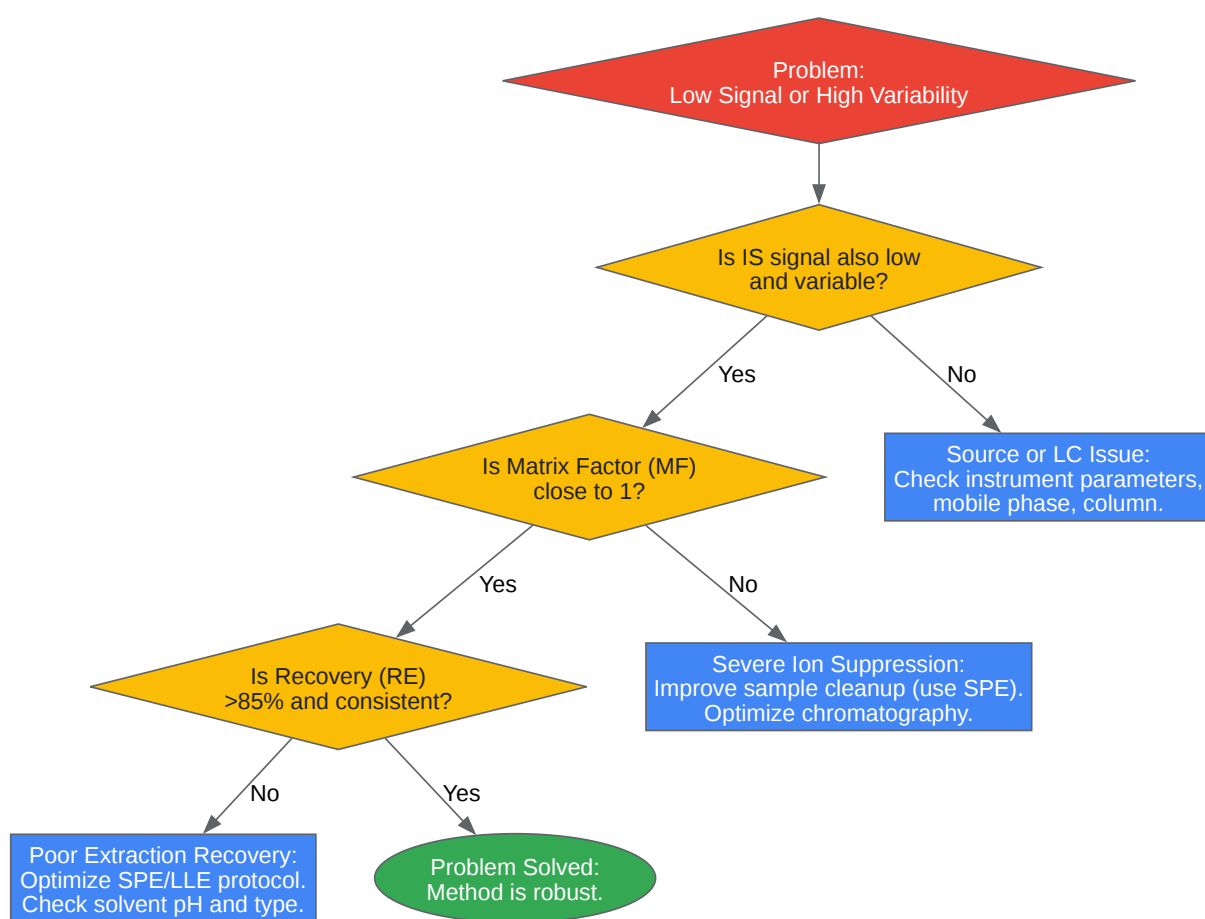 Problem:
Low Signal or High Variability
Is IS signal also low
and variable?
Yes
No
Is Matrix Factor (MF)
close to 1?
Source or LC Issue:
Check instrument parameters,
mobile phase, column.
Yes
No
Is Recovery (RE)
>85% and consistent?
Severe Ion Suppression:
Improve sample cleanup (use SPE).
Optimize chromatography.
No
Yes
Poor Extraction Recovery:
Optimize SPE/LLE protocol.
Check solvent pH and type.
Problem Solved:
Method is robust.